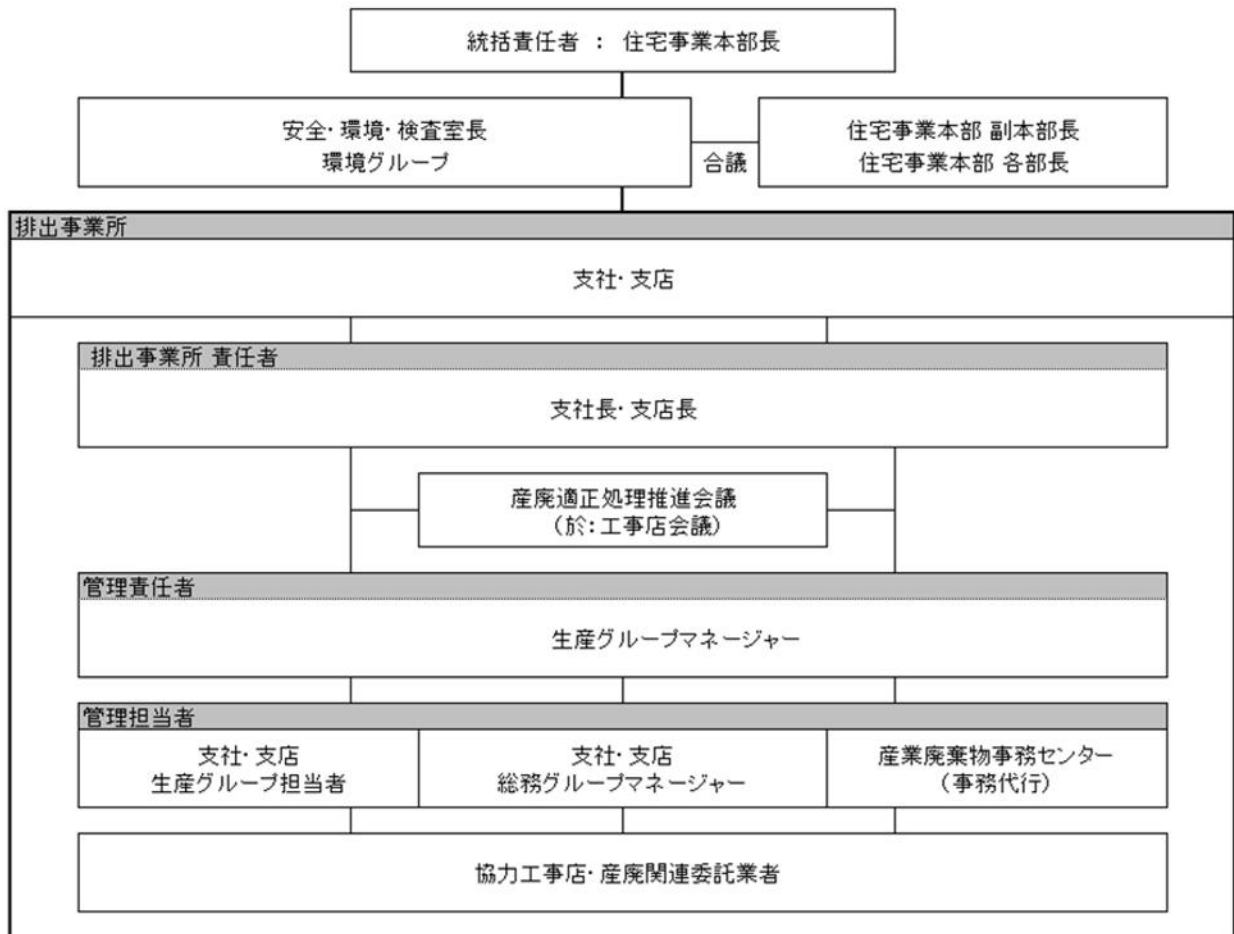 統括責任者 : 住宅事業本部長
安全・環境・検査室長
環境グループ
合議
住宅事業本部 副本部長
住宅事業本部 各部長
排出事業所
支社・支店
排出事業所 責任者
支社長・支店長
産廃適正処理推進会議
(於:工事店会議)
管理責任者
生産グループマネージャー
管理担当者
支社・支店
生産グループ担当者
支社・支店
総務グループマネージャー
産業廃棄物事務センター
(事務代行)
協力工事店・産廃関連委託業者